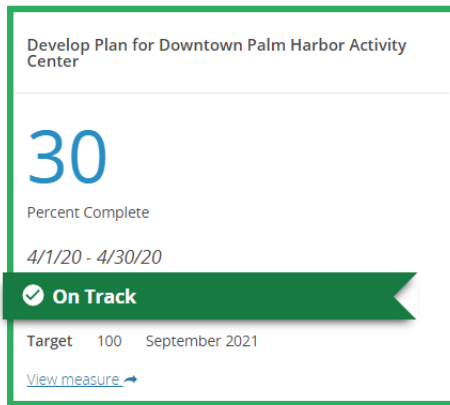 Develop Plan for Downtown Palm Harbor Activity
Center
30
Percent Complete
4/1/20 - 4/30/20
On Track
Target 100 September 2021
View measure